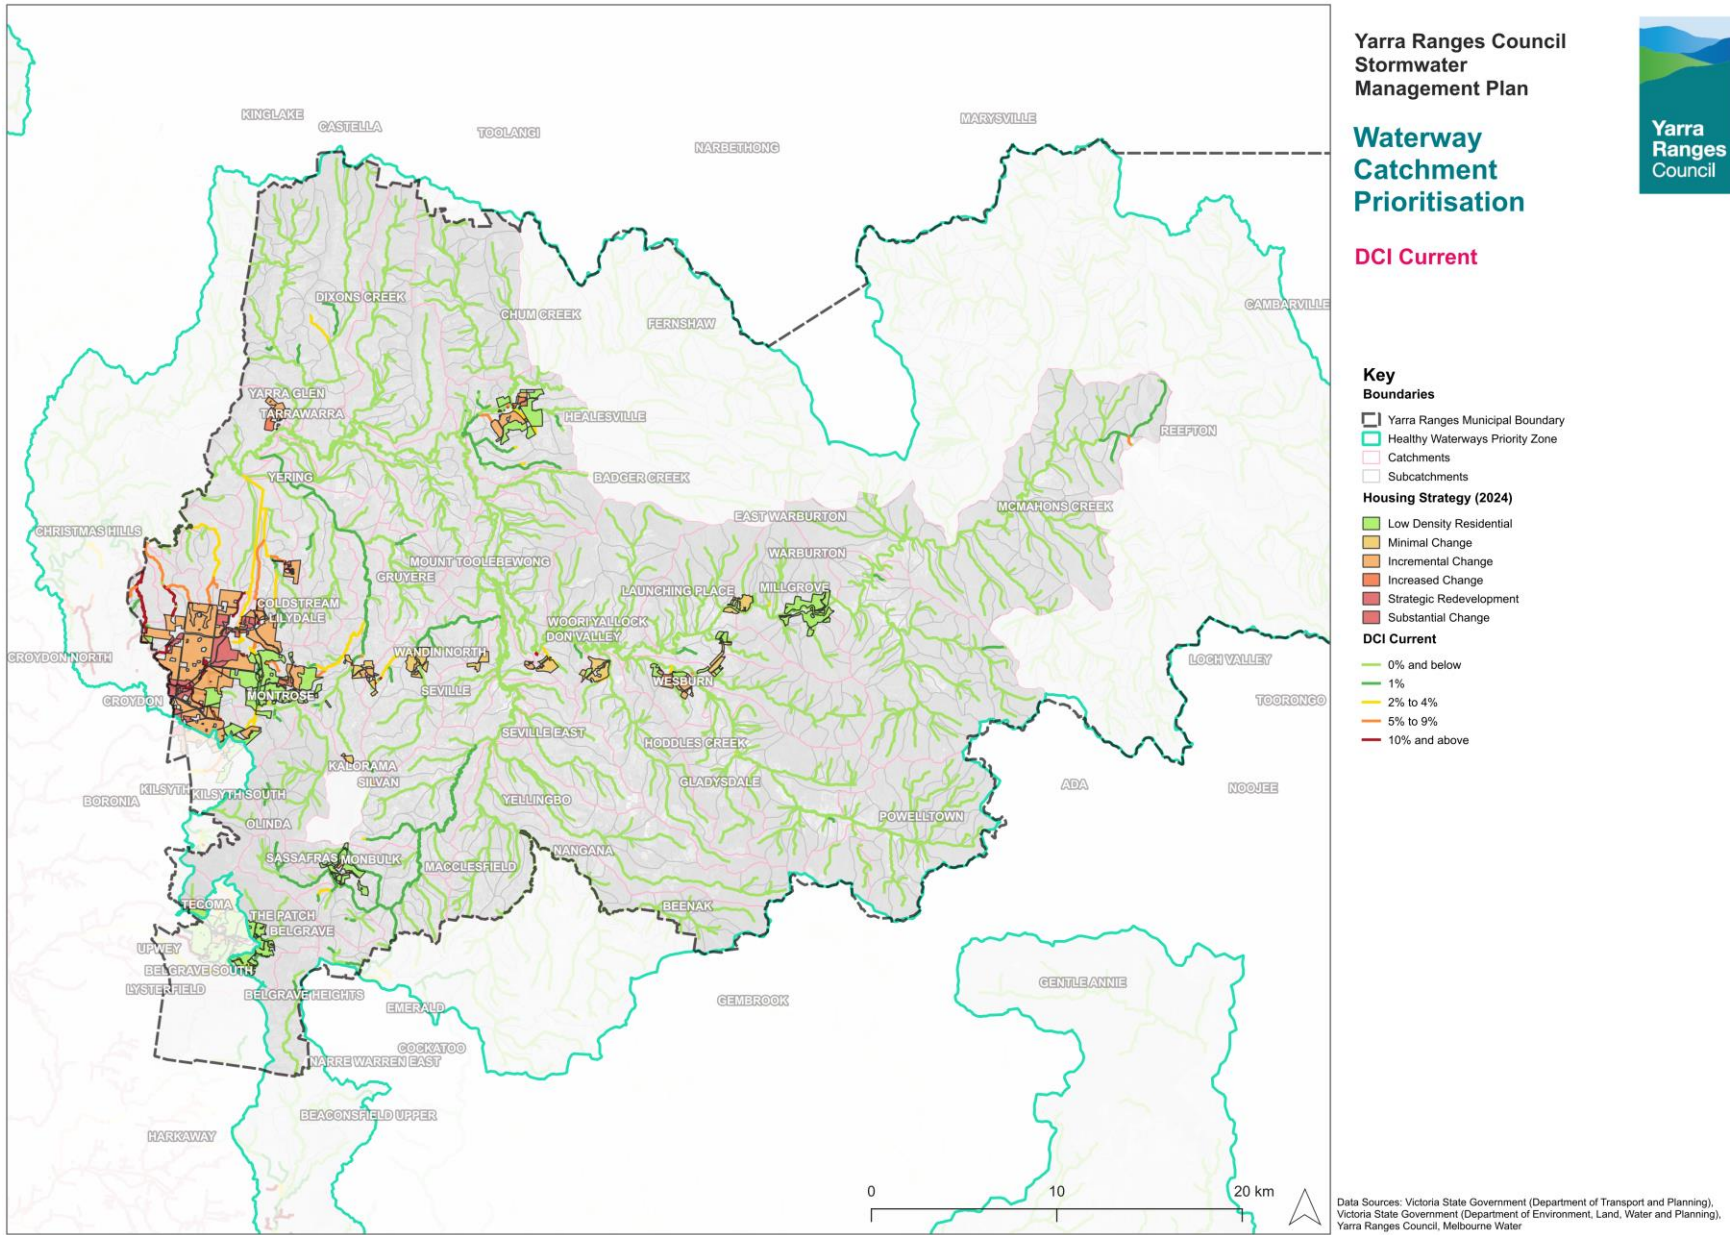 Yarra Ranges Council
Stormwater
Management Plan
Waterway
Catchment
Prioritisation
DCI Current
Yarra
Ranges
Council
Key
Boundaries
Yarra Ranges Municipal Boundary
Healthy Waterways Priority Zone
Catchments
Subcatchments
Housing Strategy (2024)
Low Density Residential
Minimal Change
Incremental Change
Increased Change
Strategic Redevelopment
Substantial Change
DCI Current
0% and below
1%
2% to 4%
5% to 9%
10% and above
KINGLAKE
CASTELLA
TOOLANGI
NARBETHONG
MARYSVILLE
DIXONS CREEK
CHUM CREEK
FERNSHAW
CAMBARVILLE
YARRA GLEN
TARRAWARRA
HEALESVILLE
REEFTON
YERING
BADGER CREEK
MCMAHONS CREEK
CHRISTMAS HILLS
EAST WARBURTON
WARBURTON
MOUNT TOOLEBEWONG
GRUYERE
LAUNCHING PLACE
MILLGROVE
COLDSTREAM
LILYDALE
WOORI YALLOCK
DON VALLEY
CROYDON NORTH
WANDIN NORTH
LOCH VALLEY
WESBURN
SEVILLE
MONTROSE
CROYDON
TOORONGO
SEVILLE EAST
HODDLES CREEK
KALORAMA
SILVAN
GLADYSDALE
ADA
NOOJEE
KILSYTH
KILSYTH SOUTH
BORONIA
YELLINGBO
OLINDA
POWELLTOWN
SASSAFRAS
MONBULK
MACCLESFIELD
NANGANA
TECOMA
THE PATCH
BELGRAVE
BEENAK
UPWEY
BELGRAVE SOUTH
LYSTERFIELD
BELGRAVE HEIGHTS
EMERALD
GEMBROOK
GENTLE ANNIE
COCKATOO
NARRE WARREN EAST
BEACONSFIELD UPPER
HARKAWAY
0 10 20 km
Data Sources: Victoria State Government (Department of Transport and Planning),
Victoria State Government (Department of Environment, Land, Water and Planning),
Yarra Ranges Council, Melbourne Water